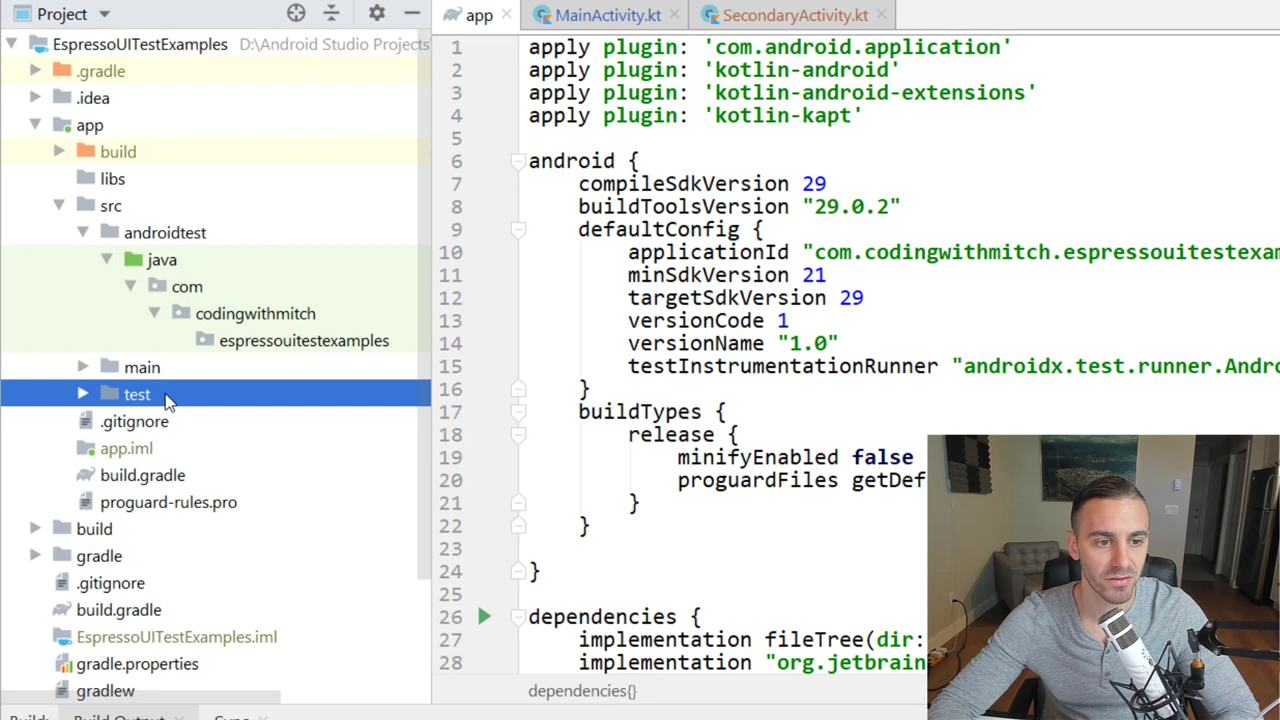 Project
app
MainActivity.kt
SecondaryActivity.kt
EspressoUITestExamples D:\Android Studio Projects
.gradle
.idea
app
build
libs
src
androidtest
java
com
codingwithmitch
espressouitestexamples
main
test
.gitignore
app.iml
build.gradle
proguard-rules.pro
build
gradle
.gitignore
build.gradle
EspressoUITestExamples.iml
gradle.properties
gradlew
1 apply plugin: 'com.android.application'
2 apply plugin: 'kotlin-android'
3 apply plugin: 'kotlin-android-extensions'
4 apply plugin: 'kotlin-kapt'
5
6 android {
7 compileSdkVersion 29
8 buildToolsVersion "29.0.2"
9 defaultConfig {
10 applicationId "com.codingwithmitch.espressouitestexam
11 minSdkVersion 21
12 targetSdkVersion 29
13 versionCode 1
14 versionName "1.0"
15 testInstrumentationRunner "androidx.test.runner.Andro
16 }
17 buildTypes {
18 release {
19 minifyEnabled false
20 proguardFiles getDef
21 }
22 }
23
24 }
25
26 dependencies {
27 implementation fileTree(dir:
28 implementation "org.jetbrain
dependencies{}
Build: Build Output Sync